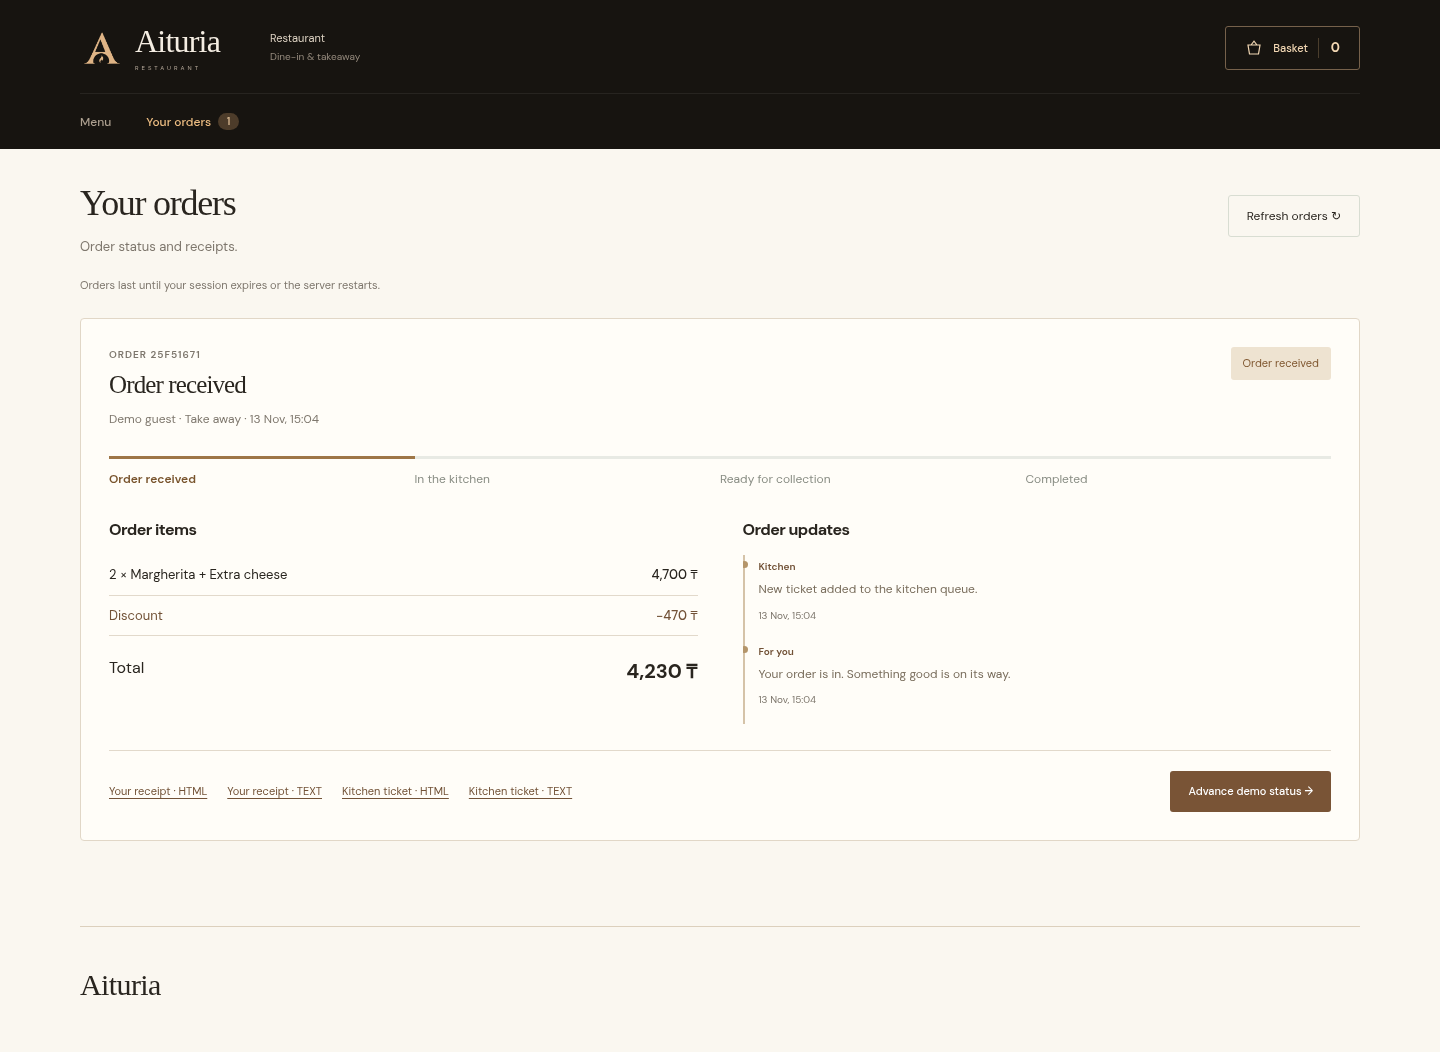 Aituria
RESTAURANT
Restaurant
Dine-in & takeaway
Basket 0
Menu
Your orders 1
Your orders
Order status and receipts.
Refresh orders ↻
Orders last until your session expires or the server restarts.
ORDER 25F51671
Order received
Demo guest · Take away · 13 Nov, 15:04
Order received
Order received
In the kitchen
Ready for collection
Completed
Order items
2 × Margherita + Extra cheese 4,700 ₸
Discount -470 ₸
Total 4,230 ₸
Order updates
Kitchen
New ticket added to the kitchen queue.
13 Nov, 15:04
For you
Your order is in. Something good is on its way.
13 Nov, 15:04
Your receipt · HTML
Your receipt · TEXT
Kitchen ticket · HTML
Kitchen ticket · TEXT
Advance demo status →
Aituria